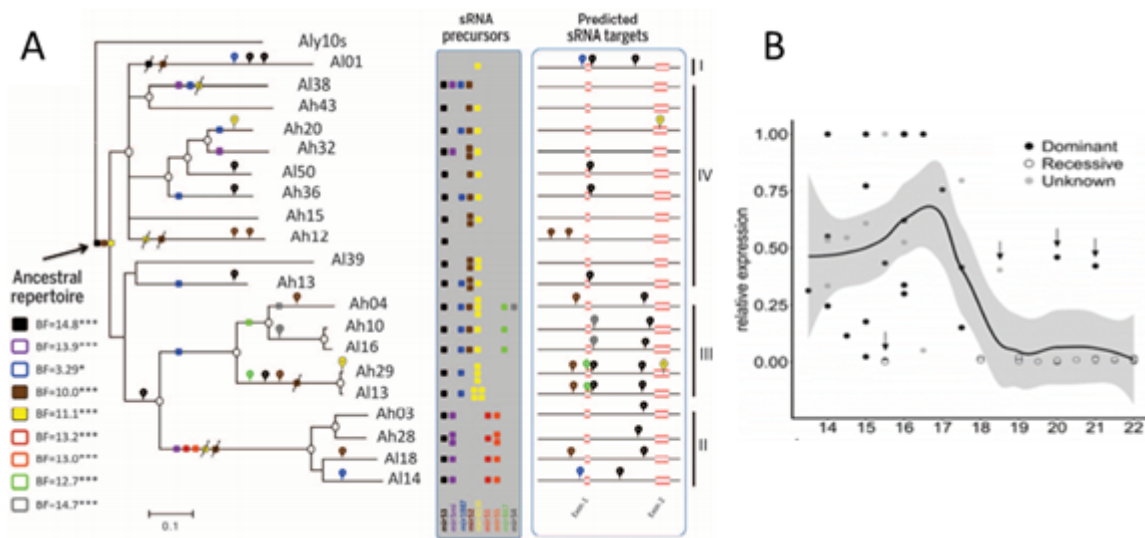 A
B
sRNA
precursors
Predicted
sRNA targets
Aly10s
Al01
Al38
Ah43
Ah20
Ah32
Al50
Ah36
Ah15
Ah12
Al39
Ah13
Ah04
Ah10
Al16
Ah29
Al13
Ah03
Ah28
Al18
Al14
I
IV
III
II
Ancestral
repertoire
BF=14.8***
BF=13.9***
BF=3.29*
BF=10.0***
BF=11.1***
BF=13.2***
BF=13.0***
BF=12.7***
BF=14.7***
0.1
Exon 1
Exon 2
relative expression
1.00
0.75
0.50
0.25
0.00
Dominant
Recessive
Unknown
14 15 16 17 18 19 20 21 22